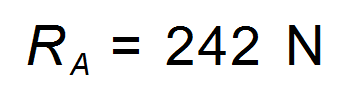 R_A = 242 N